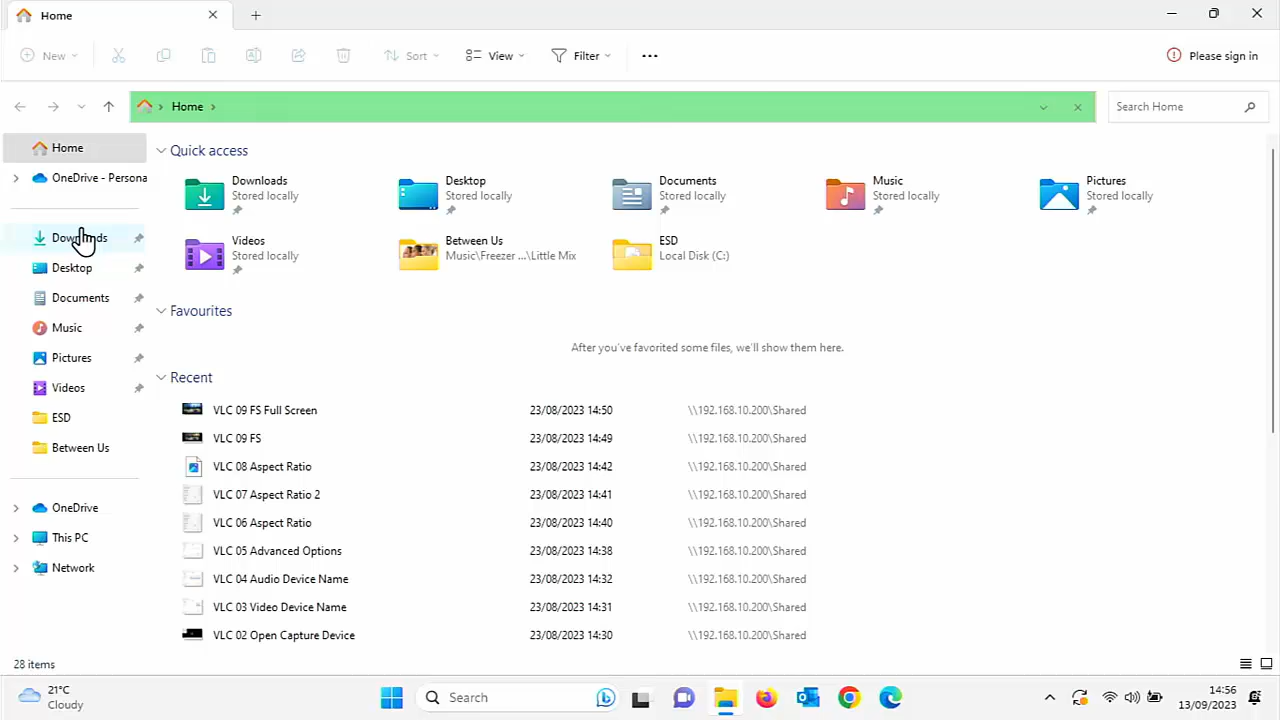 Home
New
Sort
View
Filter
Please sign in
Home
Search Home
Home
OneDrive - Persona
Downloads
Desktop
Documents
Music
Pictures
Videos
ESD
Between Us
OneDrive
This PC
Network
Quick access
Downloads
Stored locally
Desktop
Stored locally
Documents
Stored locally
Music
Stored locally
Pictures
Stored locally
Videos
Stored locally
Between Us
Music\Freezer ...\Little Mix
ESD
Local Disk (C:)
Favourites
After you've favorited some files, we'll show them here.
Recent
VLC 09 FS Full Screen 23/08/2023 14:50 \\192.168.10.200\Shared
VLC 09 FS 23/08/2023 14:49 \\192.168.10.200\Shared
VLC 08 Aspect Ratio 23/08/2023 14:42 \\192.168.10.200\Shared
VLC 07 Aspect Ratio 2 23/08/2023 14:41 \\192.168.10.200\Shared
VLC 06 Aspect Ratio 23/08/2023 14:40 \\192.168.10.200\Shared
VLC 05 Advanced Options 23/08/2023 14:38 \\192.168.10.200\Shared
VLC 04 Audio Device Name 23/08/2023 14:32 \\192.168.10.200\Shared
VLC 03 Video Device Name 23/08/2023 14:31 \\192.168.10.200\Shared
VLC 02 Open Capture Device 23/08/2023 14:30 \\192.168.10.200\Shared
28 items
21°C
Cloudy
Search
14:56
13/09/2023